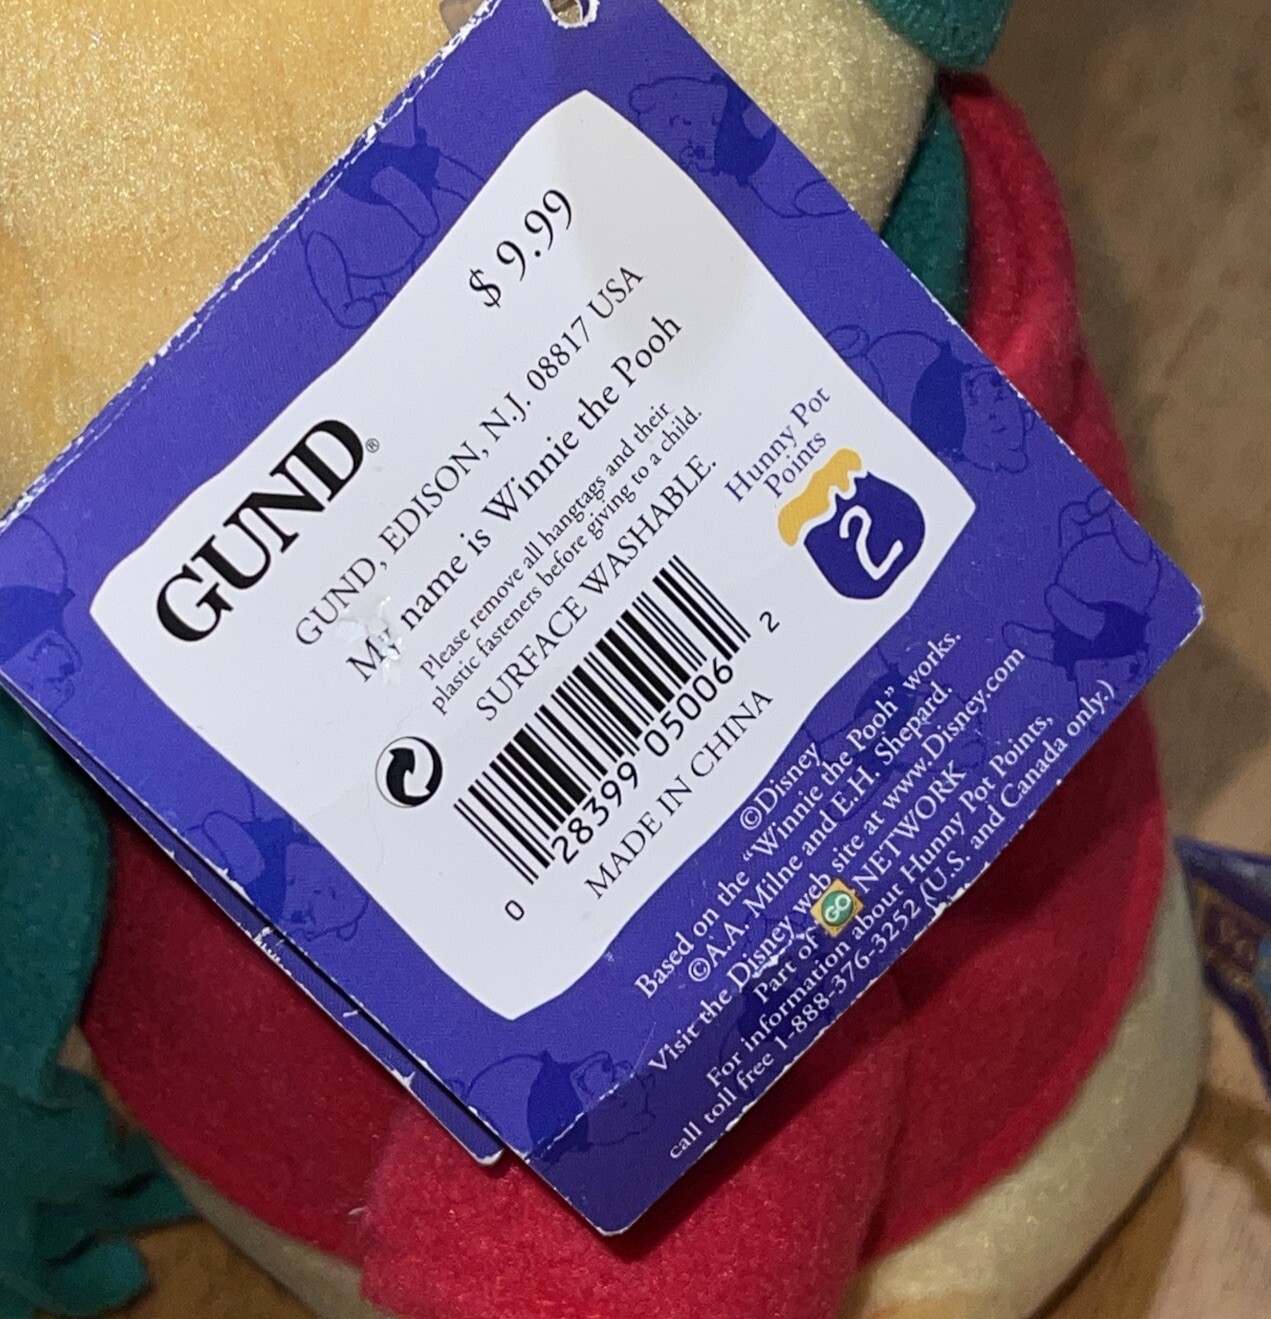 $ 9.99
GUND®
GUND, EDISON, N.J. 08817 USA
My name is Winnie the Pooh
Please remove all hangtags and their
plastic fasteners before giving to a child.
SURFACE WASHABLE.
Hunny Pot
Points
2
0 28399 05006 2
MADE IN CHINA
©Disney
Based on the "Winnie the Pooh" works.
©A.A. Milne and E.H. Shepard.
Visit the Disney web site at www.Disney.com
Part of GO NETWORK
For information about Hunny Pot Points,
call toll free 1-888-376-3252 (U.S. and Canada only.)